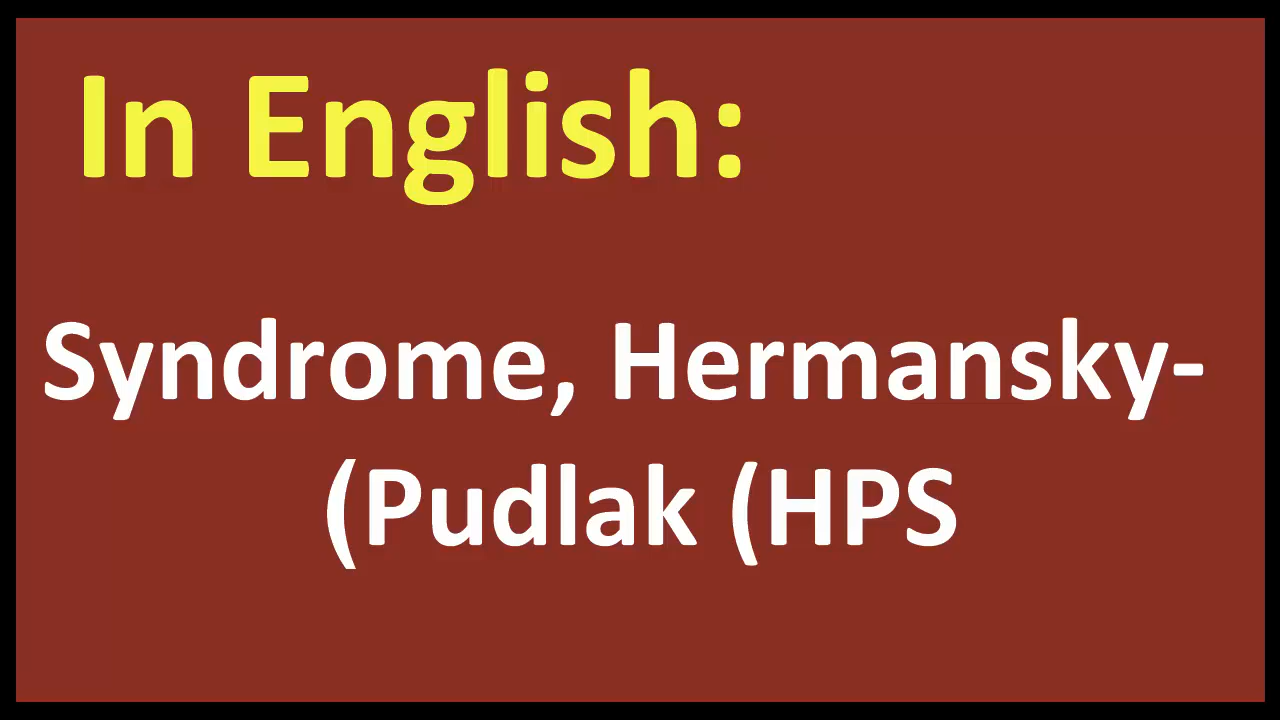 In English:
Syndrome, Hermansky-
(Pudlak (HPS